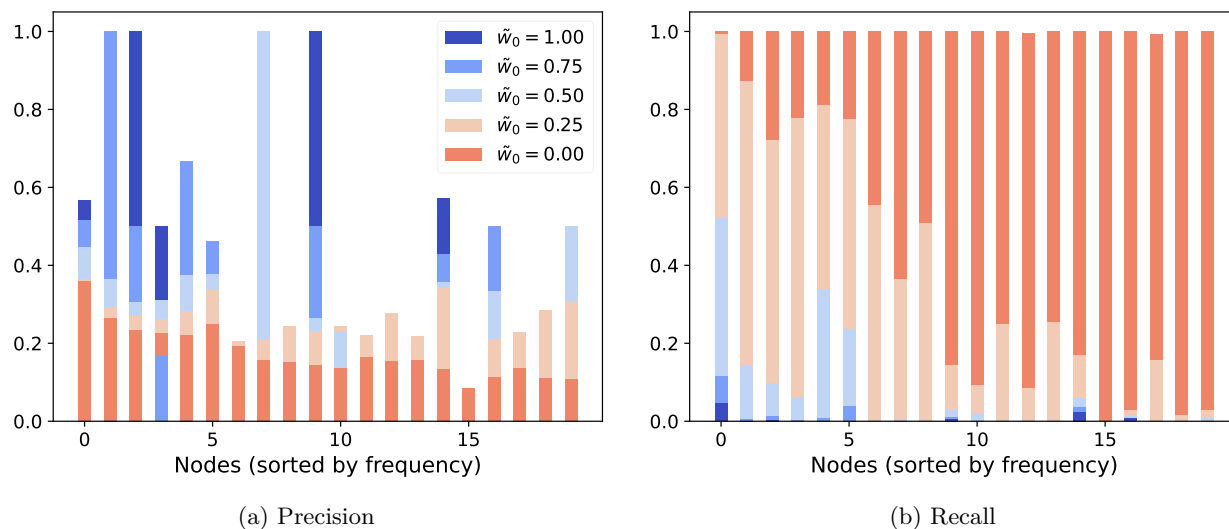 1.0
0.8
0.6
0.4
0.2
0.0
0 5 10 15
Nodes (sorted by frequency)
w̃₀ = 1.00
w̃₀ = 0.75
w̃₀ = 0.50
w̃₀ = 0.25
w̃₀ = 0.00
(a) Precision
1.0
0.8
0.6
0.4
0.2
0.0
0 5 10 15
Nodes (sorted by frequency)
(b) Recall